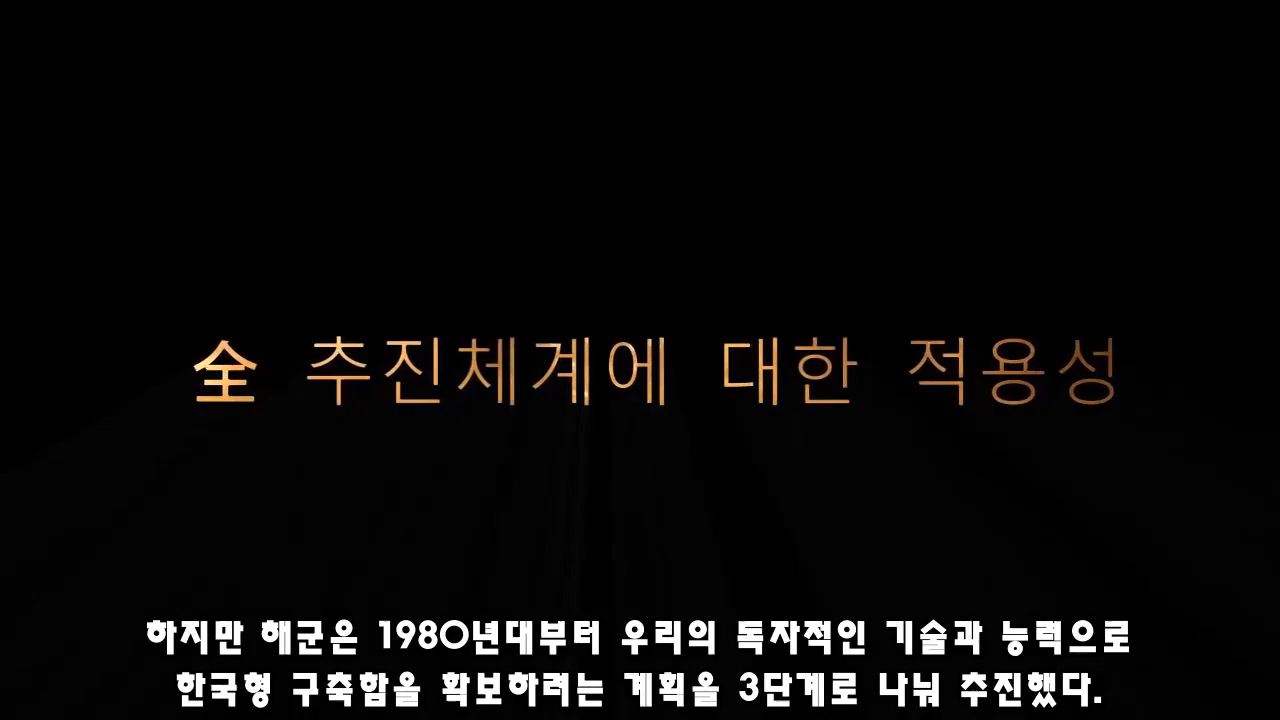 全 추진체계에 대한 적용성
하지만 해군은 1980년대부터 우리의 독자적인 기술과 능력으로
한국형 구축함을 확보하려는 계획을 3단계로 나눠 추진했다.